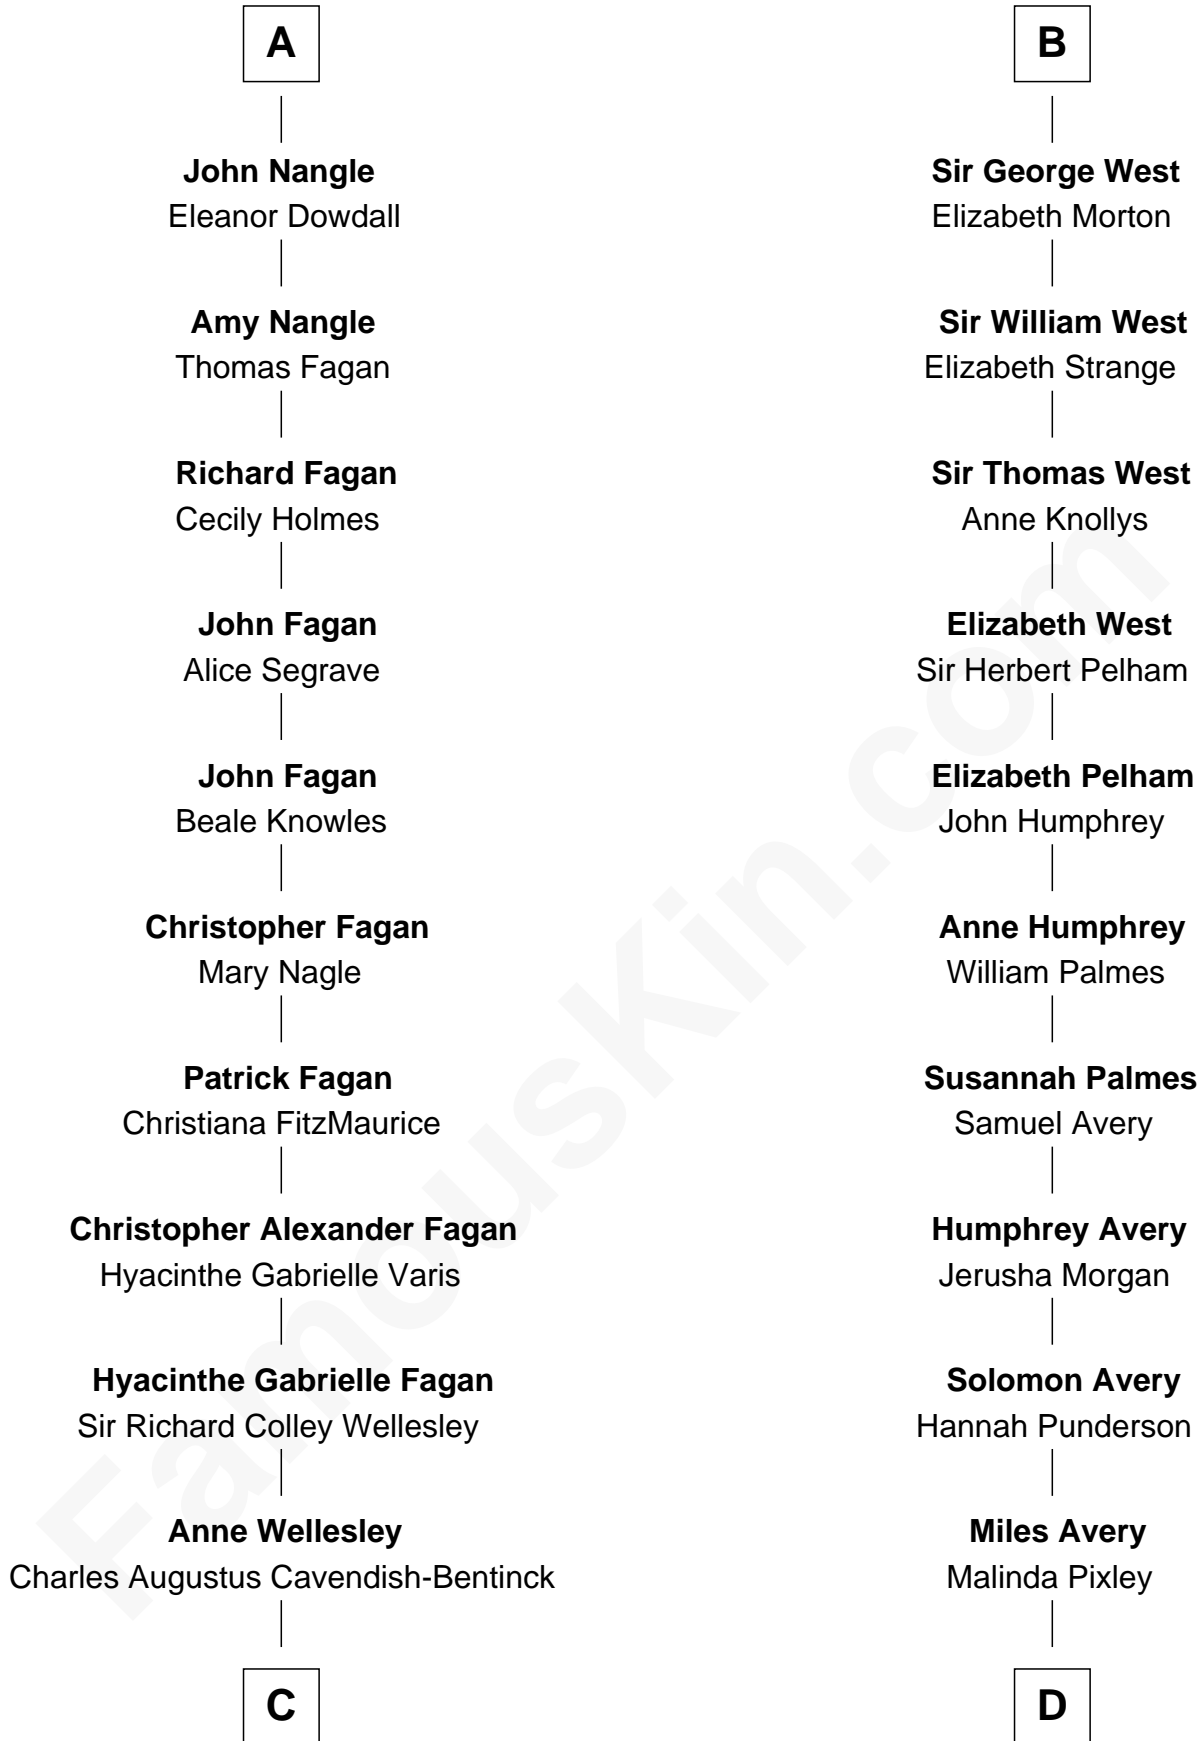 A
John Nangle
Eleanor Dowdall
Amy Nangle
Thomas Fagan
Richard Fagan
Cecily Holmes
John Fagan
Alice Segrave
John Fagan
Beale Knowles
Christopher Fagan
Mary Nagle
Patrick Fagan
Christiana FitzMaurice
Christopher Alexander Fagan
Hyacinthe Gabrielle Varis
Hyacinthe Gabrielle Fagan
Sir Richard Colley Wellesley
Anne Wellesley
Charles Augustus Cavendish-Bentinck
C
B
Sir George West
Elizabeth Morton
Sir William West
Elizabeth Strange
Sir Thomas West
Anne Knollys
Elizabeth West
Sir Herbert Pelham
Elizabeth Pelham
John Humphrey
Anne Humphrey
William Palmes
Susannah Palmes
Samuel Avery
Humphrey Avery
Jerusha Morgan
Solomon Avery
Hannah Punderson
Miles Avery
Malinda Pixley
D
FamousKin.com